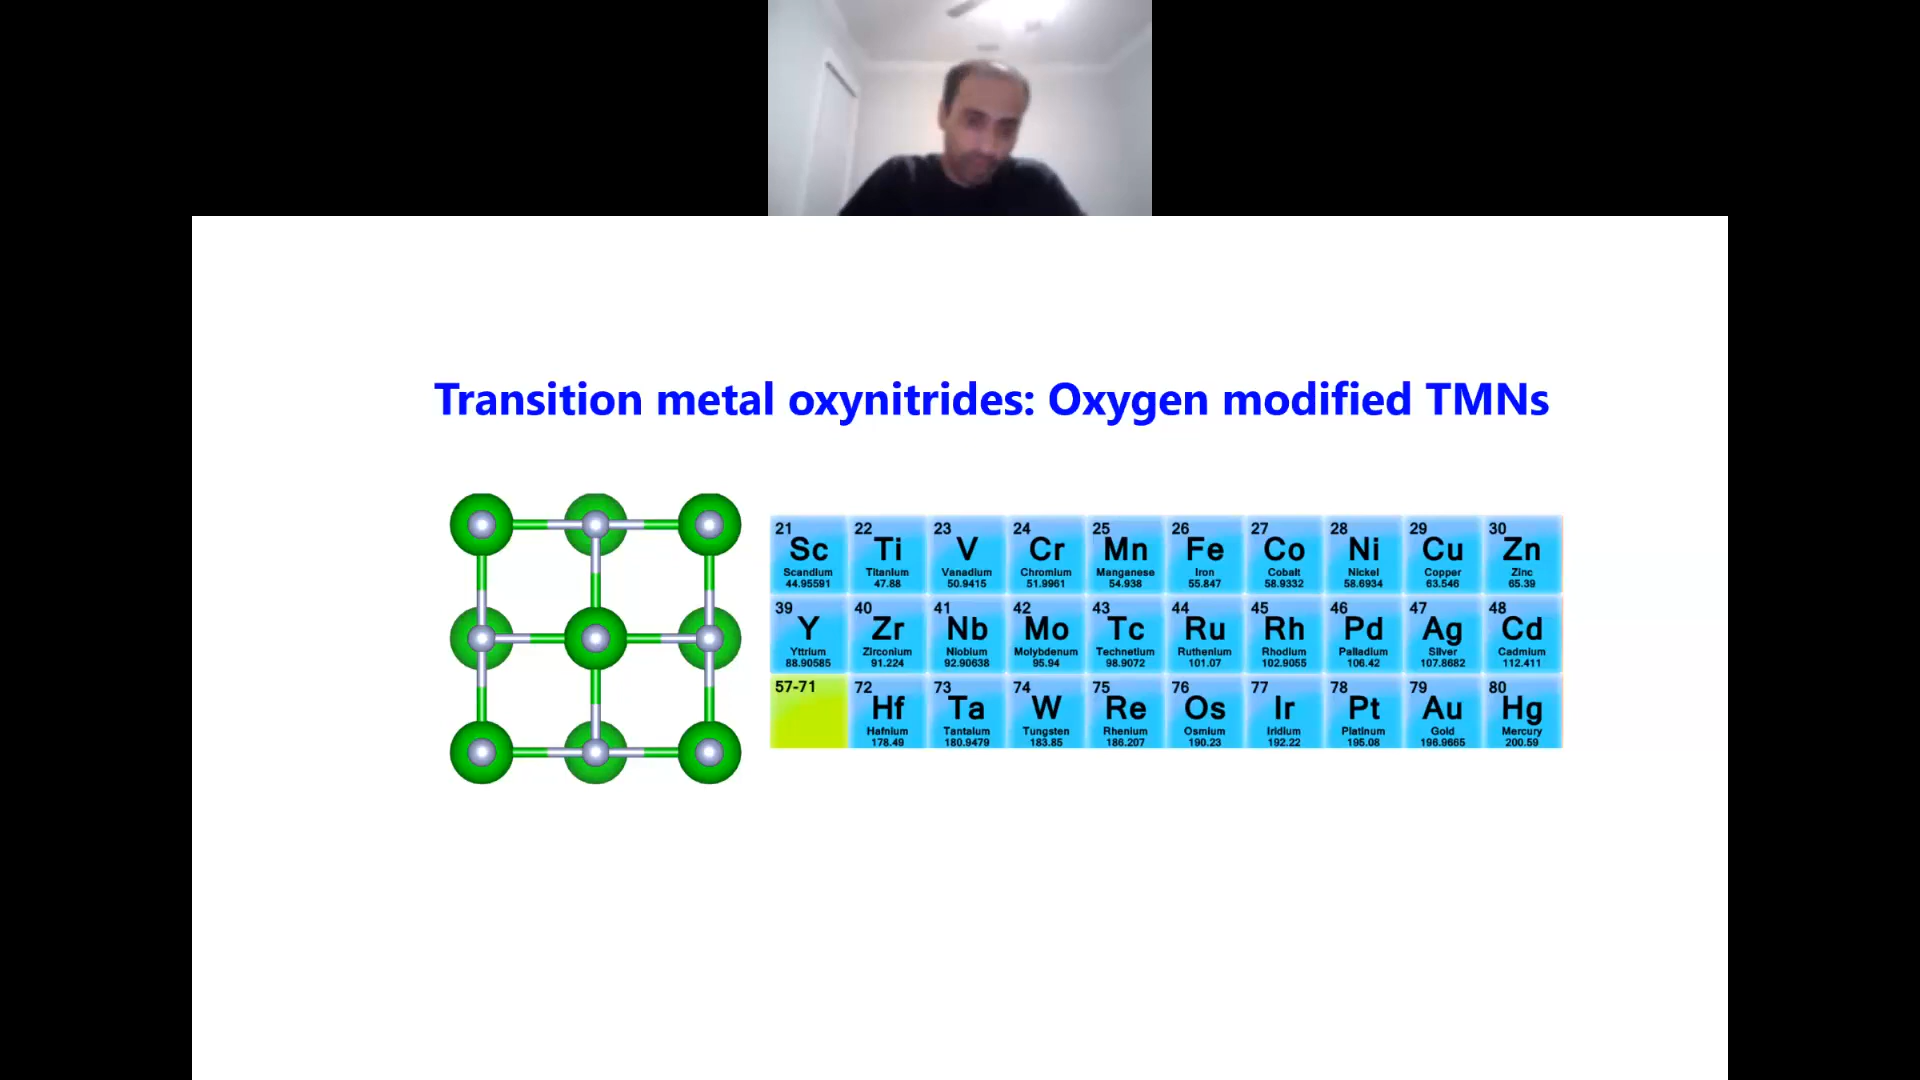 Transition metal oxynitrides: Oxygen modified TMNs
21 22 23 24 25 26 27 28 29 30
Sc Ti V Cr Mn Fe Co Ni Cu Zn
Scandium Titanium Vanadium Chromium Manganese Iron Cobalt Nickel Copper Zinc
44.95591 47.88 50.9415 51.9961 54.938 55.847 58.9332 58.6934 63.546 65.39
39 40 41 42 43 44 45 46 47 48
Y Zr Nb Mo Tc Ru Rh Pd Ag Cd
Yttrium Zirconium Niobium Molybdenum Technetium Ruthenium Rhodium Palladium Silver Cadmium
88.90585 91.224 92.90638 95.94 98.9072 101.07 102.9055 106.42 107.8682 112.411
57-71 72 73 74 75 76 77 78 79 80
Hf Ta W Re Os Ir Pt Au Hg
Hafnium Tantalum Tungsten Rhenium Osmium Iridium Platinum Gold Mercury
178.49 180.9479 183.85 186.207 190.23 192.22 195.08 196.9665 200.59